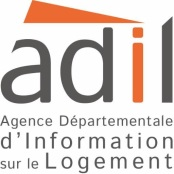 adil
Agence Départementale
d'Information
sur le Logement